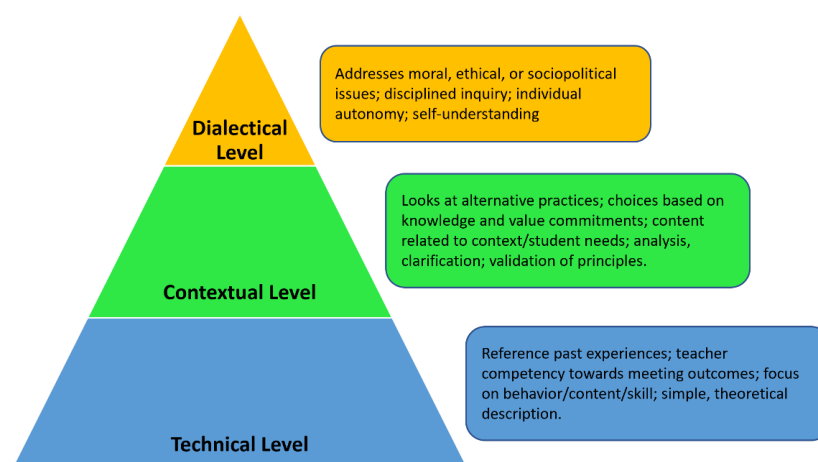 Addresses moral, ethical, or sociopolitical
issues; disciplined inquiry; individual
autonomy; self-understanding
Dialectical
Level
Looks at alternative practices; choices based on
knowledge and value commitments; content
related to context/student needs; analysis,
clarification; validation of principles.
Contextual Level
Reference past experiences; teacher
competency towards meeting outcomes; focus
on behavior/content/skill; simple, theoretical
description.
Technical Level